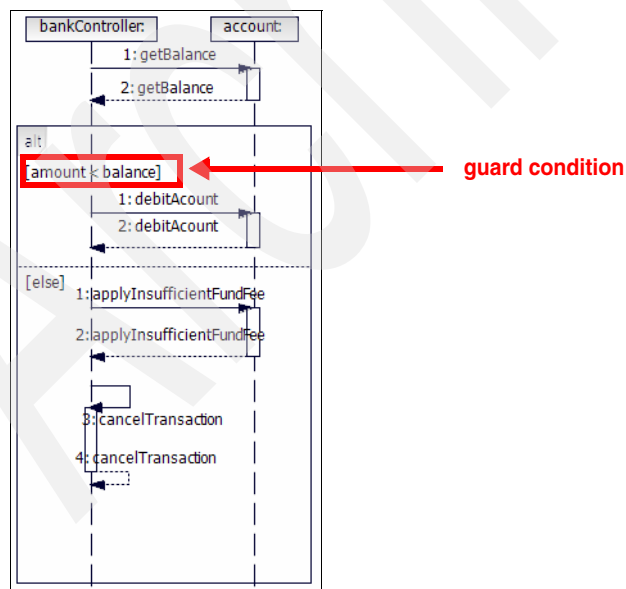 bankController:
account:
1: getBalance
2: getBalance
alt
[amount < balance]
guard condition
1: debitAcount
2: debitAcount
[else]
1: applyInsufficientFundFee
2: applyInsufficientFundFee
3: cancelTransaction
4: cancelTransaction